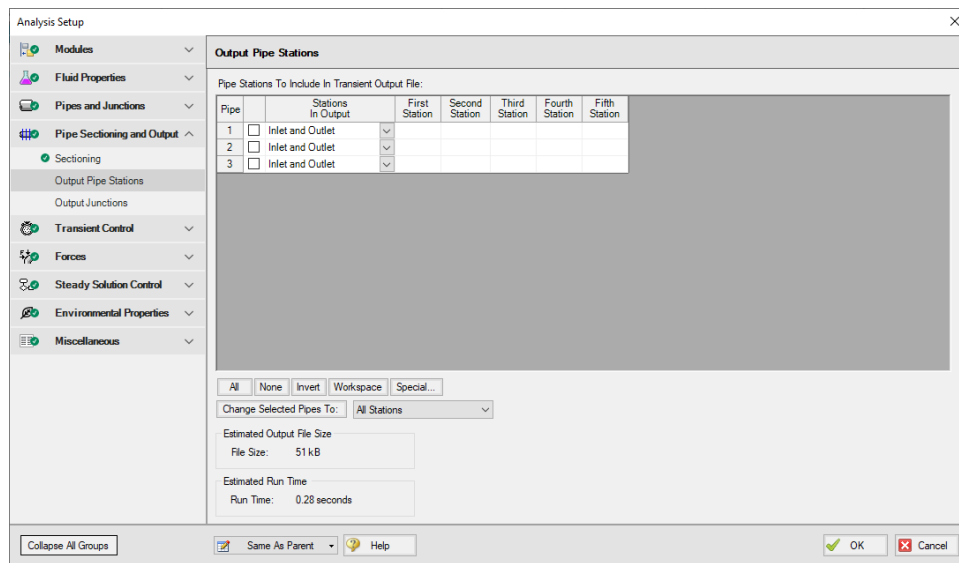 Analysis Setup
Modules
Fluid Properties
Pipes and Junctions
Pipe Sectioning and Output
Sectioning
Output Pipe Stations
Output Junctions
Transient Control
Forces
Steady Solution Control
Environmental Properties
Miscellaneous
Output Pipe Stations
Pipe Stations To Include In Transient Output File:
Pipe Stations In Output First Station Second Station Third Station Fourth Station Fifth Station
1 Inlet and Outlet
2 Inlet and Outlet
3 Inlet and Outlet
All None Invert Workspace Special...
Change Selected Pipes To: All Stations
Estimated Output File Size
File Size: 51 kB
Estimated Run Time
Run Time: 0.28 seconds
Collapse All Groups Same As Parent Help OK Cancel